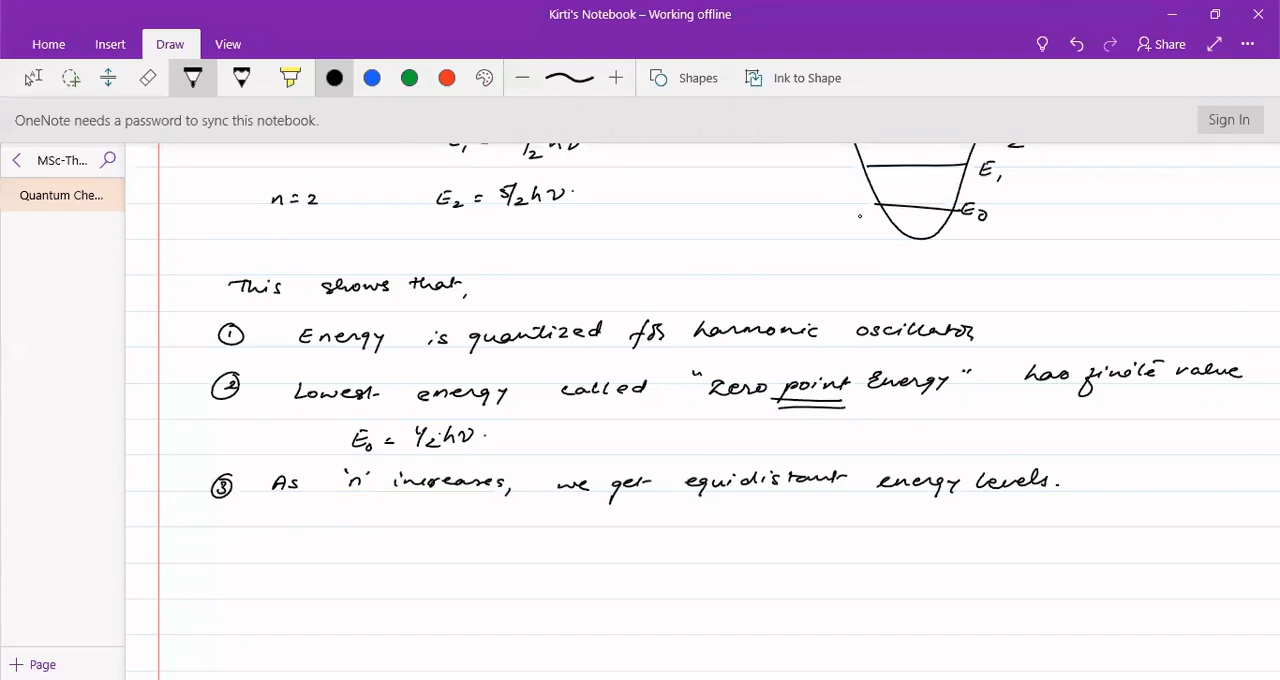 Kirti's Notebook – Working offline
Home Insert Draw View
Share
Shapes Ink to Shape
OneNote needs a password to sync this notebook. Sign In
MSc-Th...
Quantum Che...
E₁
n = 2 E₂ = 5/2 hν.
E₀
This shows that,
① Energy is quantized for harmonic oscillator
② Lowest energy called "Zero point Energy" has finite value
E₀ = 1/2 hν.
③ As 'n' increases, we get equidistant energy levels.
+ Page